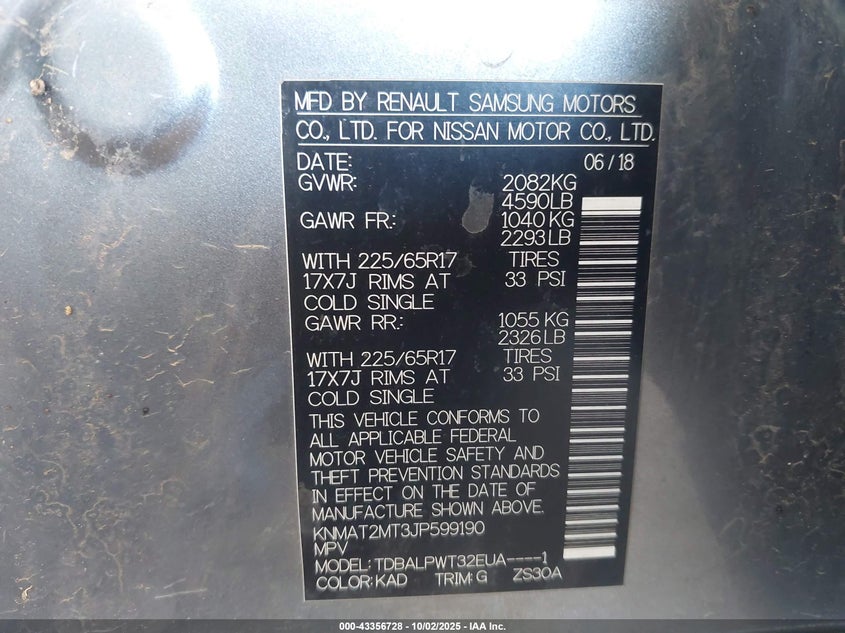 MFD BY RENAULT SAMSUNG MOTORS
CO., LTD. FOR NISSAN MOTOR CO., LTD.
DATE: 06/18
GVWR: 2082KG
4590LB
GAWR FR.: 1040KG
2293LB
WITH 225/65R17 TIRES
17X7J RIMS AT 33 PSI
COLD SINGLE
GAWR RR.: 1055KG
2326LB
WITH 225/65R17 TIRES
17X7J RIMS AT 33 PSI
COLD SINGLE
THIS VEHICLE CONFORMS TO
ALL APPLICABLE FEDERAL
MOTOR VEHICLE SAFETY AND
THEFT PREVENTION STANDARDS
IN EFFECT ON THE DATE OF
MANUFACTURE SHOWN ABOVE.
KNMAT2MT3JP599190
MPV
MODEL: TDBALPWT32EUA----1
COLOR: KAD TRIM: G ZS30A
000-43356728 - 10/02/2025 - IAA Inc.